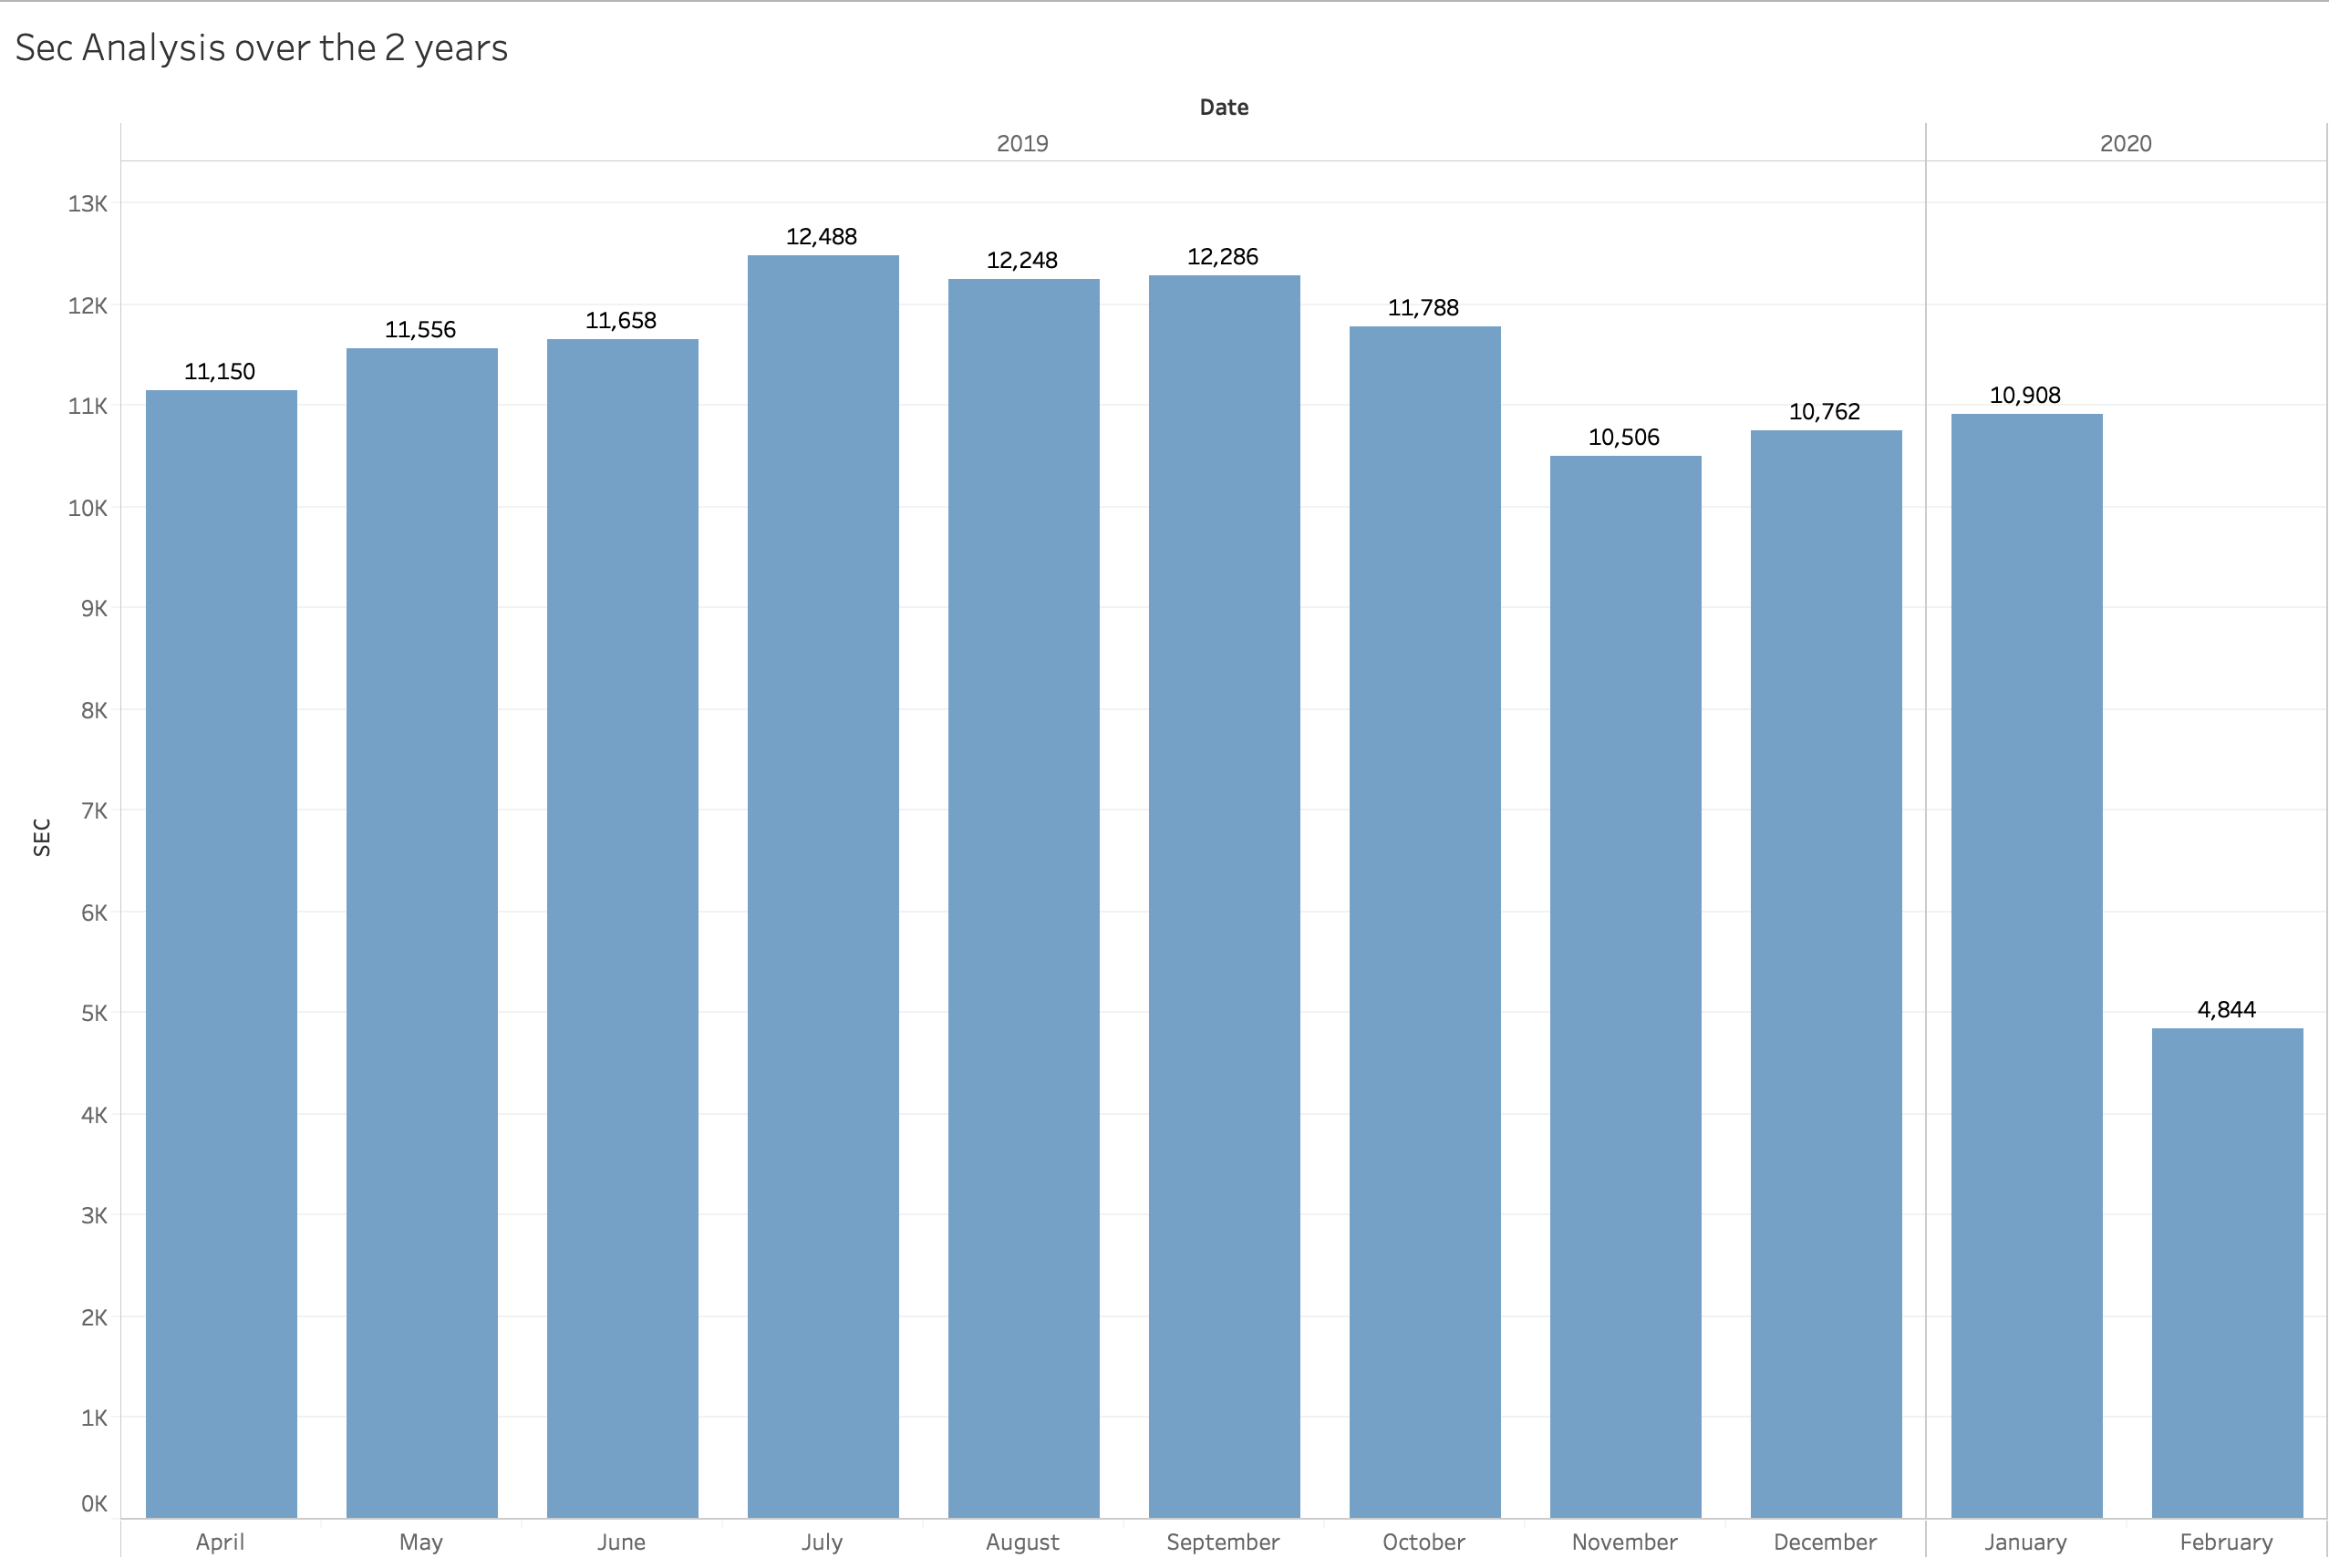 Sec Analysis over the 2 years
Date
2019 2020
13K
12K
11K
10K
9K
8K
7K
6K
5K
4K
3K
2K
1K
0K
SEC
11,150
11,556
11,658
12,488
12,248
12,286
11,788
10,506
10,762
10,908
4,844
April May June July August September October November December January February